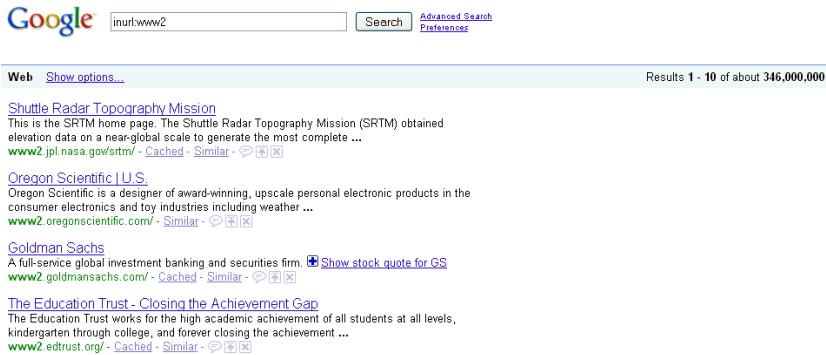 Google inurl:www2 Search Advanced Search
Preferences
Web Show options... Results 1 - 10 of about 346,000,000
Shuttle Radar Topography Mission
This is the SRTM home page. The Shuttle Radar Topography Mission (SRTM) obtained
elevation data on a near-global scale to generate the most complete ...
www2.jpl.nasa.gov/srtm/ - Cached - Similar -
Oregon Scientific | U.S.
Oregon Scientific is a designer of award-winning, upscale personal electronic products in the
consumer electronics and toy industries including weather ...
www2.oregonscientific.com/ - Similar -
Goldman Sachs
A full-service global investment banking and securities firm. Show stock quote for GS
www2.goldmansachs.com/ - Cached - Similar -
The Education Trust - Closing the Achievement Gap
The Education Trust works for the high academic achievement of all students at all levels,
kindergarten through college, and forever closing the achievement ...
www2.edtrust.org/ - Cached - Similar -